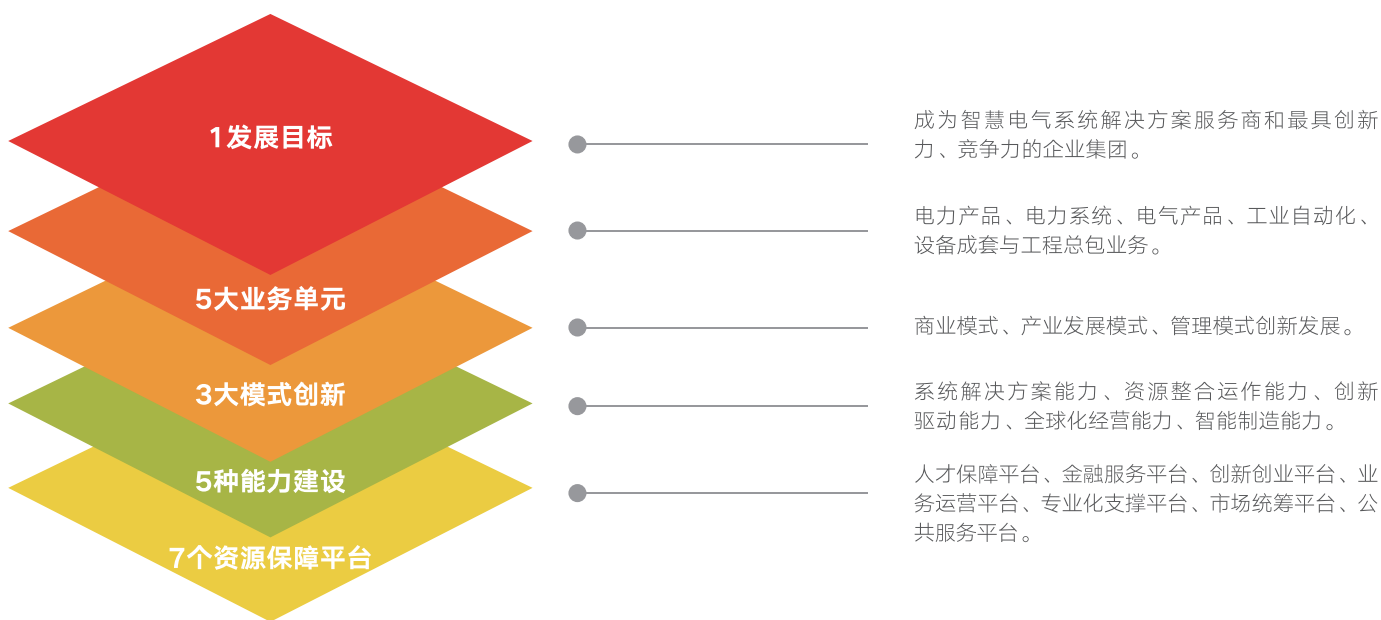 1发展目标
成为智慧电气系统解决方案服务商和最具创新
力、竞争力的企业集团。
5大业务单元
电力产品、电力系统、电气产品、工业自动化、
设备成套与工程总包业务。
3大模式创新
商业模式、产业发展模式、管理模式创新发展。
5种能力建设
系统解决方案能力、资源整合运作能力、创新
驱动能力、全球化经营能力、智能制造能力。
7个资源保障平台
人才保障平台、金融服务平台、创新创业平台、业
务运营平台、专业化支撑平台、市场统筹平台、公
共服务平台。